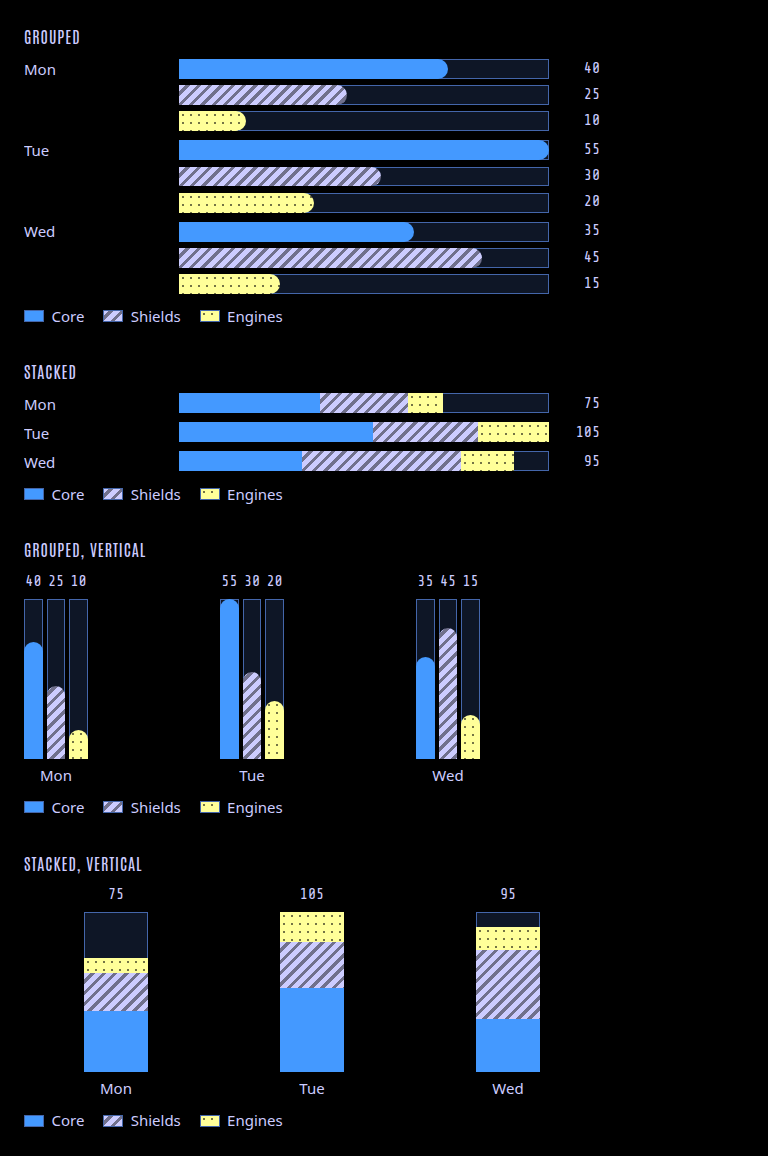 GROUPED
Mon 40
25
10
Tue 55
30
20
Wed 35
45
15
Core Shields Engines
STACKED
Mon 75
Tue 105
Wed 95
Core Shields Engines
GROUPED, VERTICAL
40 25 10 55 30 20 35 45 15
Mon Tue Wed
Core Shields Engines
STACKED, VERTICAL
75 105 95
Mon Tue Wed
Core Shields Engines